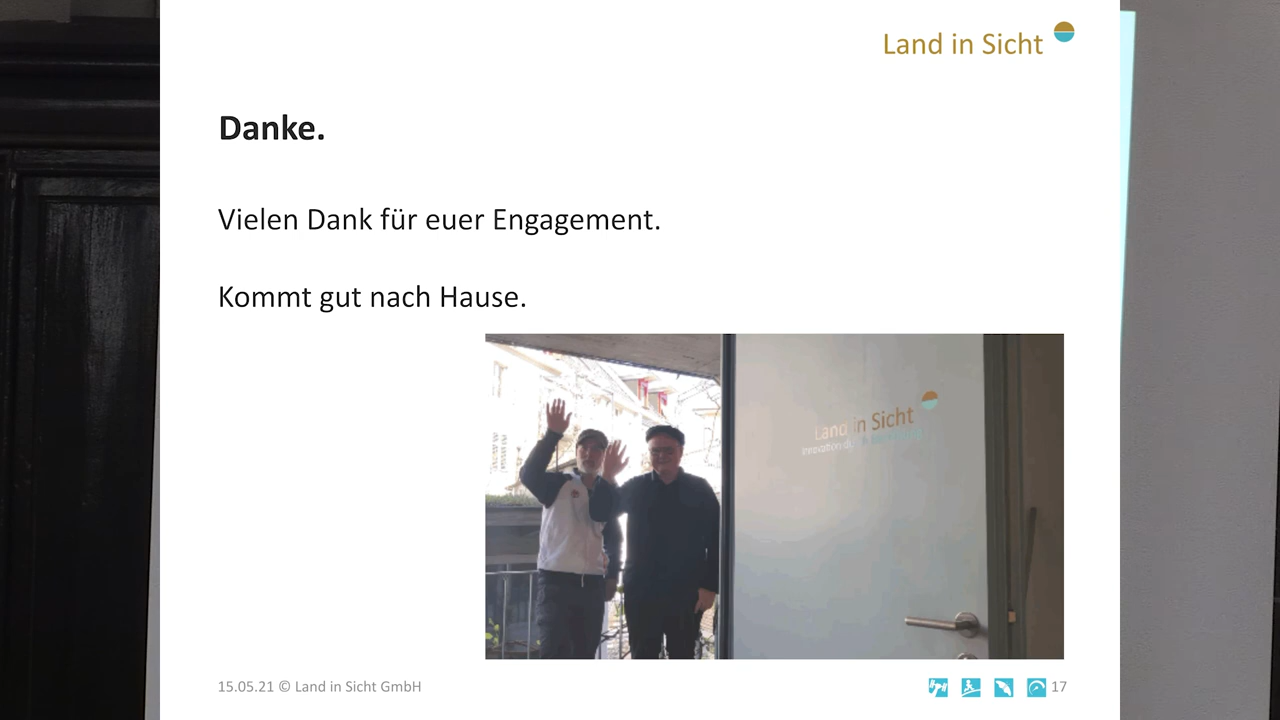 Land in Sicht
Danke.
Vielen Dank für euer Engagement.
Kommt gut nach Hause.
Land in Sicht
15.05.21 © Land in Sicht GmbH
17